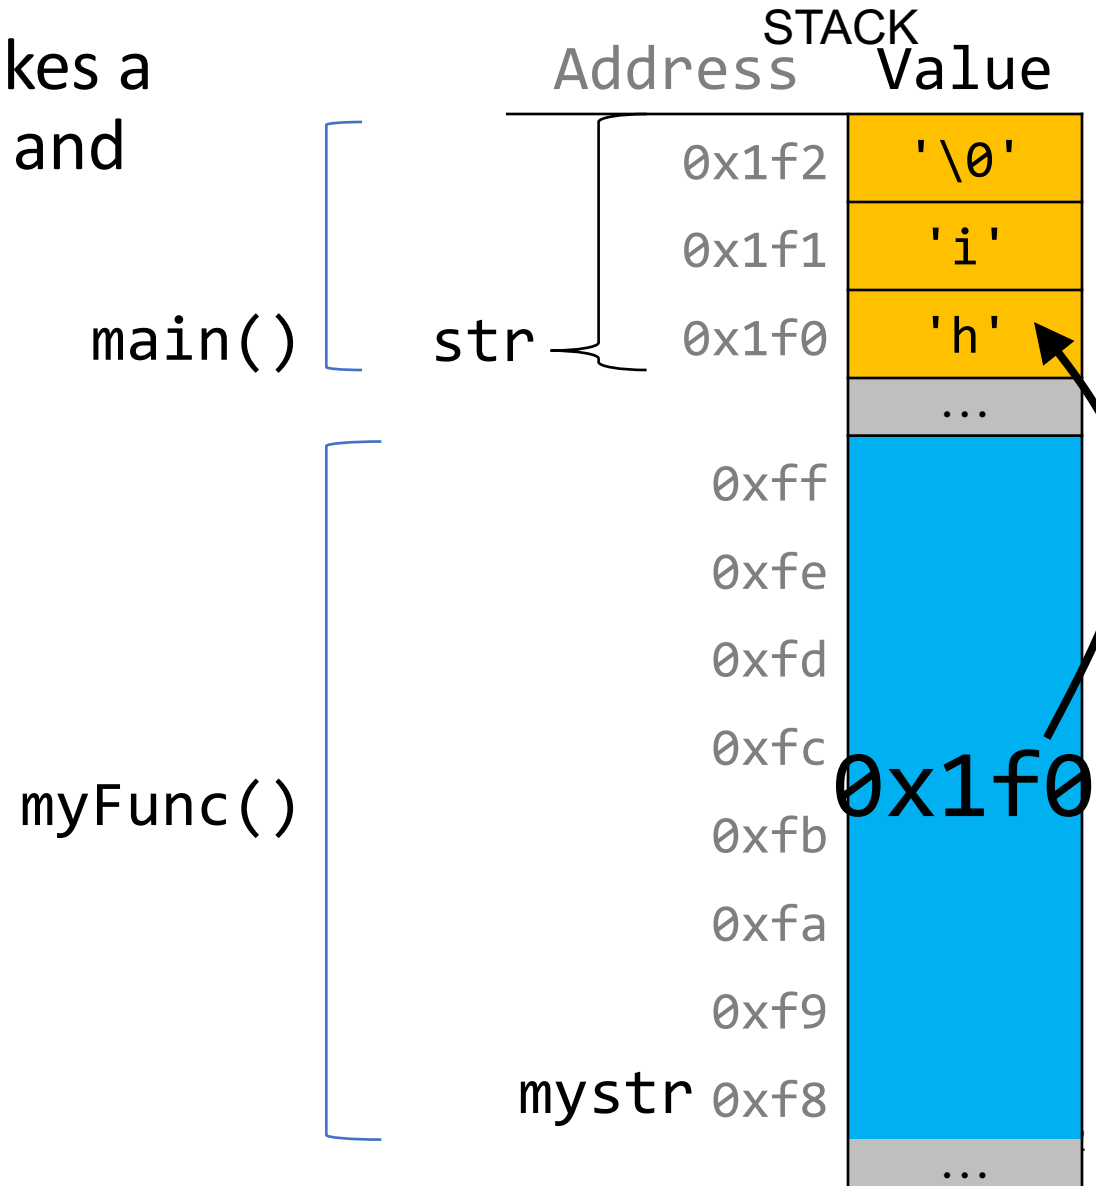 kes a
and
STACK
Address Value
0x1f2 '\0'
0x1f1 'i'
main() str 0x1f0 'h'
...
0xff
0xfe
0xfd
0xfc
0x1f0
myFunc()
0xfb
0xfa
0xf9
mystr 0xf8
...